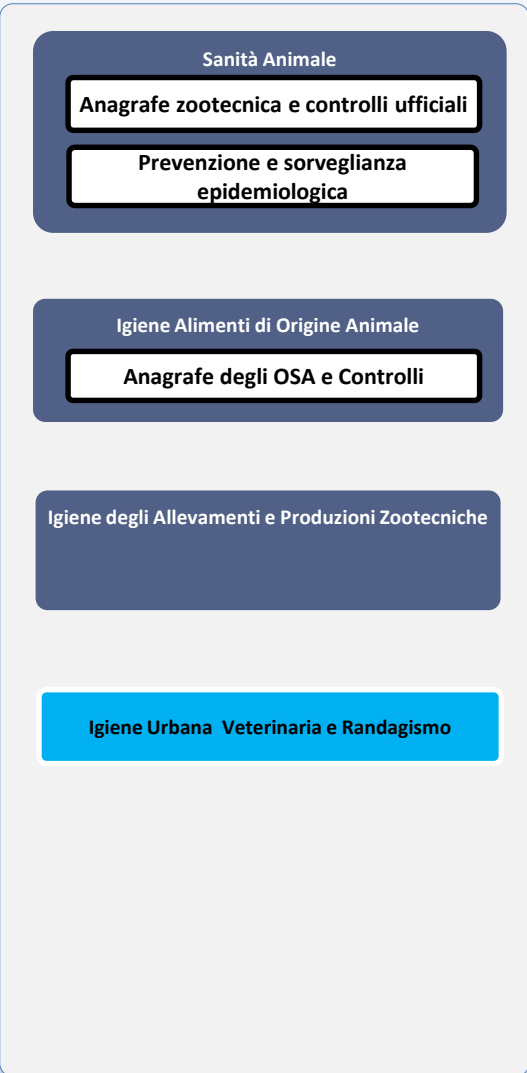 Sanità Animale
Anagrafe zootecnica e controlli ufficiali
Prevenzione e sorveglianza
epidemiologica
Igiene Alimenti di Origine Animale
Anagrafe degli OSA e Controlli
Igiene degli Allevamenti e Produzioni Zootecniche
Igiene Urbana  Veterinaria e Randagismo